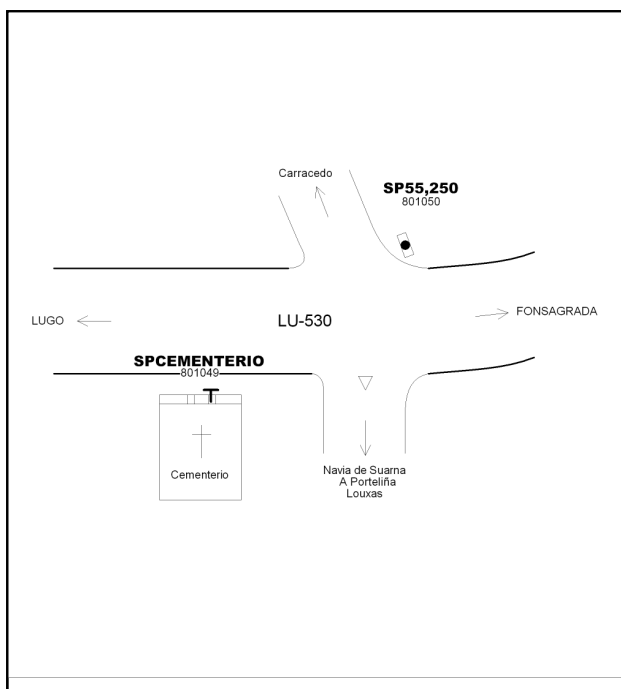 Carracedo
SP55,250
801050
LUGO
LU-530
FONSAGRADA
SPCEMENTERIO
801049
Cementerio
Navia de Suarna
A Porteliña
Louxas